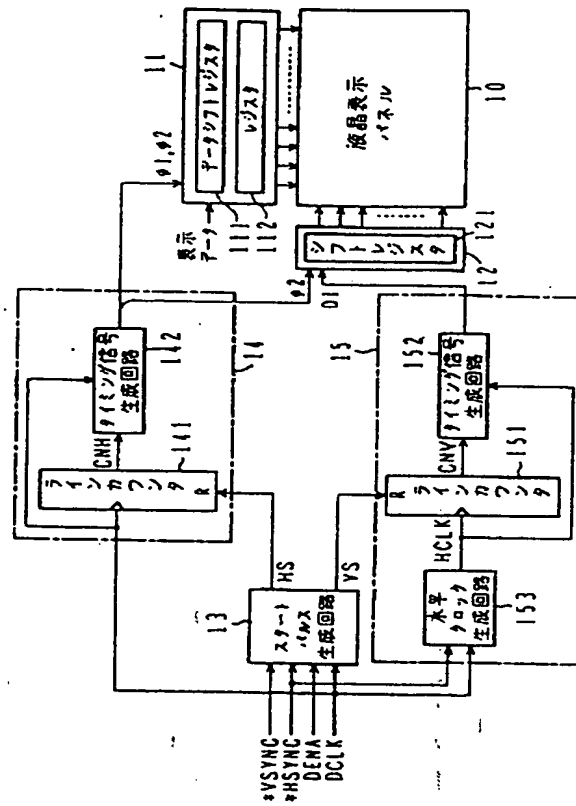 14
ラインカウンタ
R
141
CNH
タイミング信号
生成回路
142
φ1,φ2
表示
データ
11
データシフトレジスタ
111
レジスタ
112
*VSYNC
*HSYNC
DENA
DCLK
13
スタート
パルス
生成回路
HS
VS
φ2
シフトレジスタ
121
12
液晶表示
パネル
10
15
水平
クロック
生成回路
153
HCLK
ラインカウンタ
R
151
CNV
タイミング信号
生成回路
152